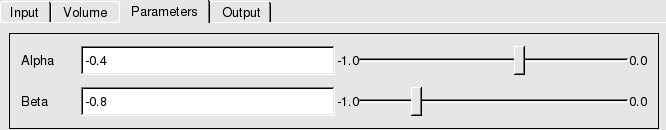 Input Volume Parameters Output
Alpha -0.4 -1.0 0.0
Beta -0.8 -1.0 0.0